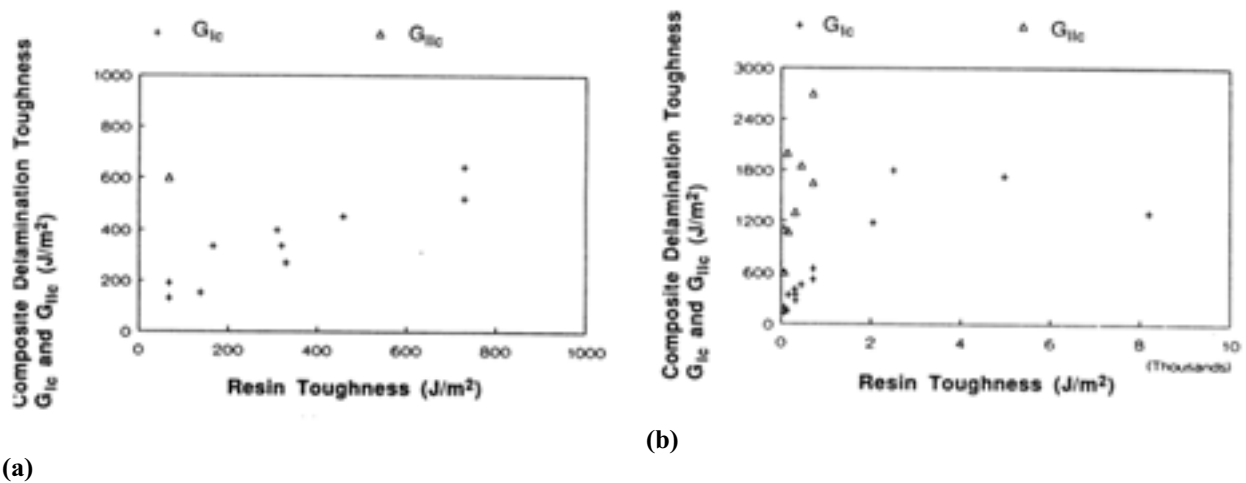 + G_Ic △ G_IIc
Composite Delamination Toughness
G_Ic and G_IIc (J/m²)
1000
800
600
400
200
0
0 200 400 600 800 1000
Resin Toughness (J/m²)
(a)
+ G_Ic △ G_IIc
Composite Delamination Toughness
G_Ic and G_IIc (J/m²)
3000
2400
1800
1200
600
0
0 2 4 6 8 10
(Thousands)
Resin Toughness (J/m²)
(b)